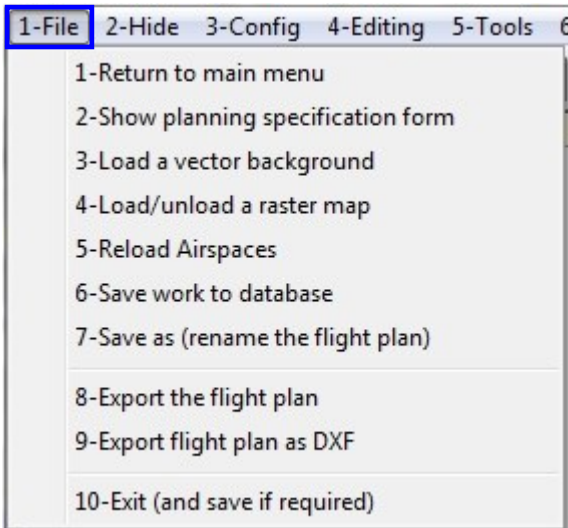 1-File 2-Hide 3-Config 4-Editing 5-Tools 6
1-Return to main menu
2-Show planning specification form
3-Load a vector background
4-Load/unload a raster map
5-Reload Airspaces
6-Save work to database
7-Save as (rename the flight plan)
8-Export the flight plan
9-Export flight plan as DXF
10-Exit (and save if required)